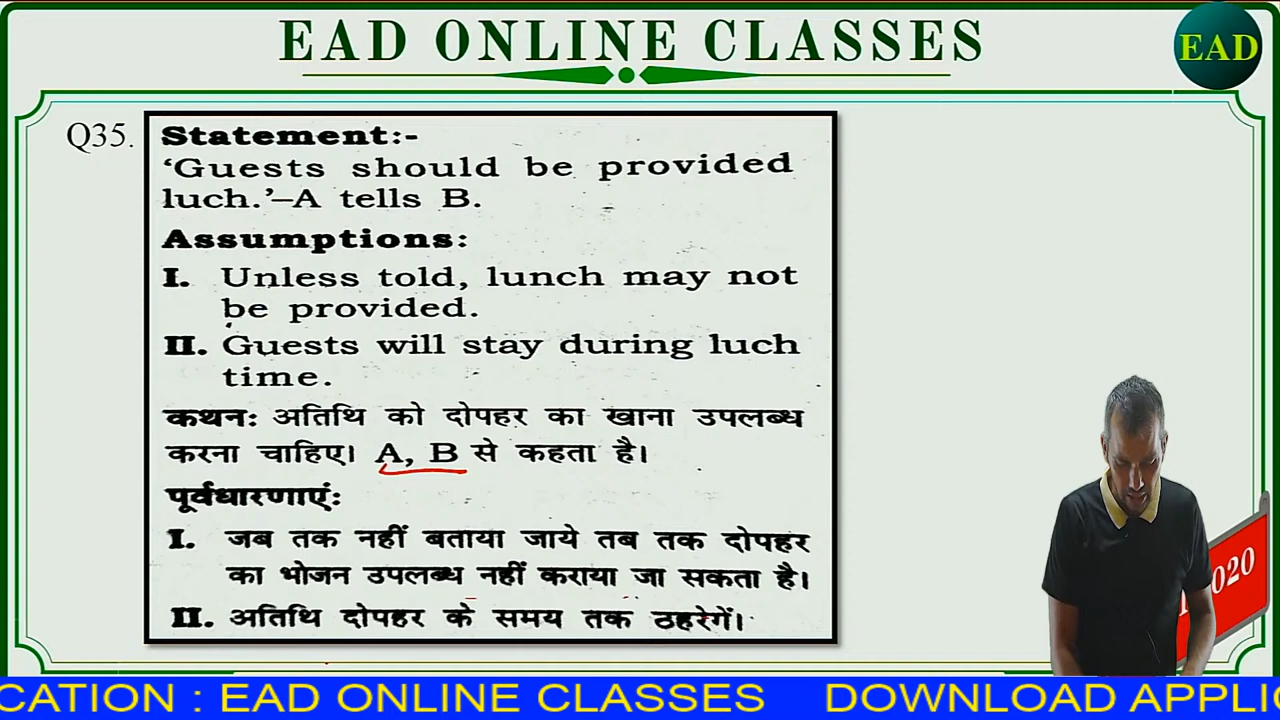 EAD ONLINE CLASSES
EAD
Q35.
Statement:-
‘Guests should be provided
luch.’–A tells B.
Assumptions:
I. Unless told, lunch may not
be provided.
II. Guests will stay during luch
time.
कथनः अतिथि को दोपहर का खाना उपलब्ध
करना चाहिए। A, B से कहता है।
पूर्वधारणाएंः
I. जब तक नहीं बताया जाये तब तक दोपहर
का भोजन उपलब्ध नहीं कराया जा सकता है।
II. अतिथि दोपहर के समय तक ठहरेगें।
020
CATION : EAD ONLINE CLASSES DOWNLOAD APPLIC